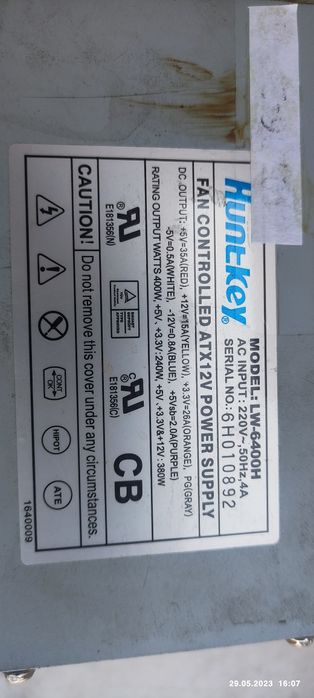 Huntkey
MODEL: LW-6400H
AC INPUT: 220V~,50Hz,4A
SERIAL NO.: 6H010892
FAN CONTROLLED ATX12V POWER SUPPLY
DC OUTPUT: +5V=35A(RED), +12V=15A(YELLOW), +3.3V=26A(ORANGE), PG(GRAY)
-5V=0.5A(WHITE), -12V=0.8A(BLUE), +5Vsb=2.0A(PURPLE)
RATING OUTPUT WATTS 400W, +5V, +3.3V:240W, +5V,+3.3V&+12V:380W
E181356(N)
E181356(C)
CB
CAUTION! Do not remove this cover under any circumstances.
CONT
OK
HIPOT
ATE
1640009
29.05.2023 16:07